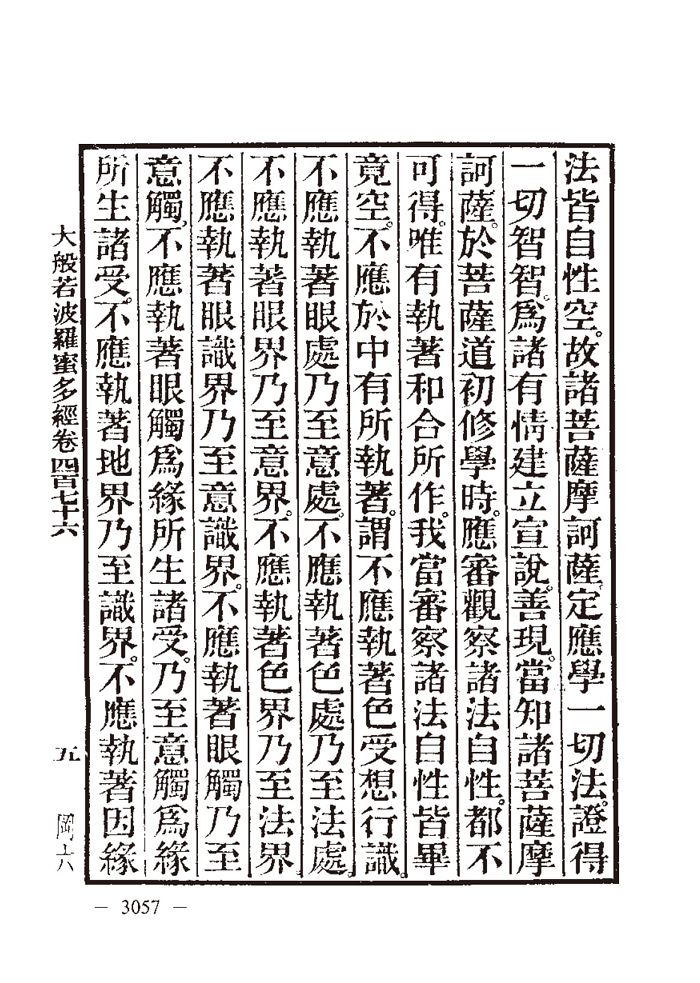 法皆自性空。故諸菩薩摩訶薩。定應學一切法。證得
一切智智。爲諸有情建立宣說。善現。當知諸菩薩摩
訶薩。於菩薩道初修學時。應審觀察諸法自性。都不
可得。唯有執著和合所作。我當審察諸法自性皆畢
竟空。不應於中有所執著。謂不應執著色受想行識。
不應執著眼處乃至意處。不應執著色處乃至法處。
不應執著眼界乃至意界。不應執著色界乃至法界。
不應執著眼識界乃至意識界。不應執著眼觸乃至
意觸。不應執著眼觸爲緣所生諸受。乃至意觸爲緣
所生諸受。不應執著地界乃至識界。不應執著因緣
大般若波羅蜜多經卷四百七十六
五
岡六
— 3057 —